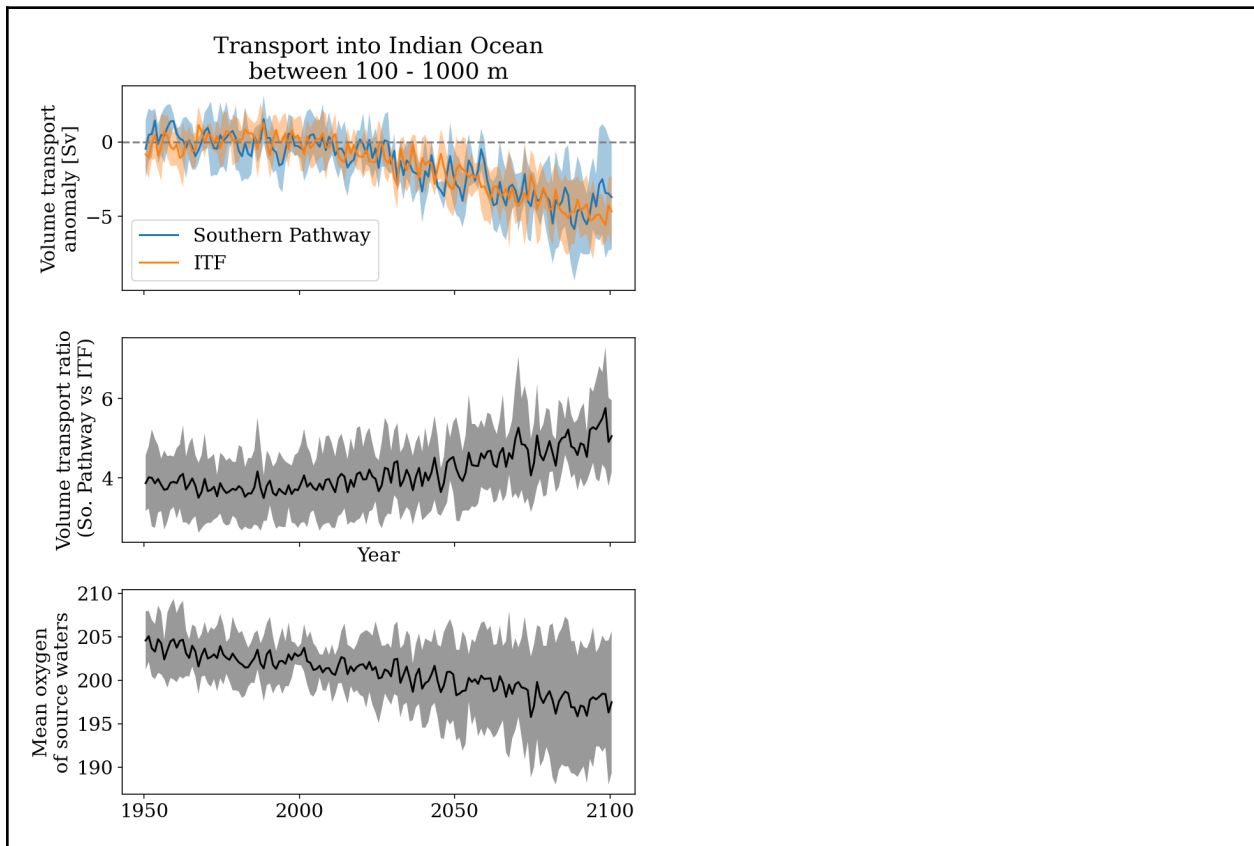 Transport into Indian Ocean
between 100 - 1000 m
Volume transport
anomaly [Sv]
0
−5
Southern Pathway
ITF
Volume transport ratio
(So. Pathway vs ITF)
6
4
Year
Mean oxygen
of source waters
210
205
200
195
190
1950
2000
2050
2100